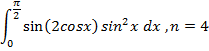 ∫₀^{π/2} sin(2cosx) sin²x dx , n = 4